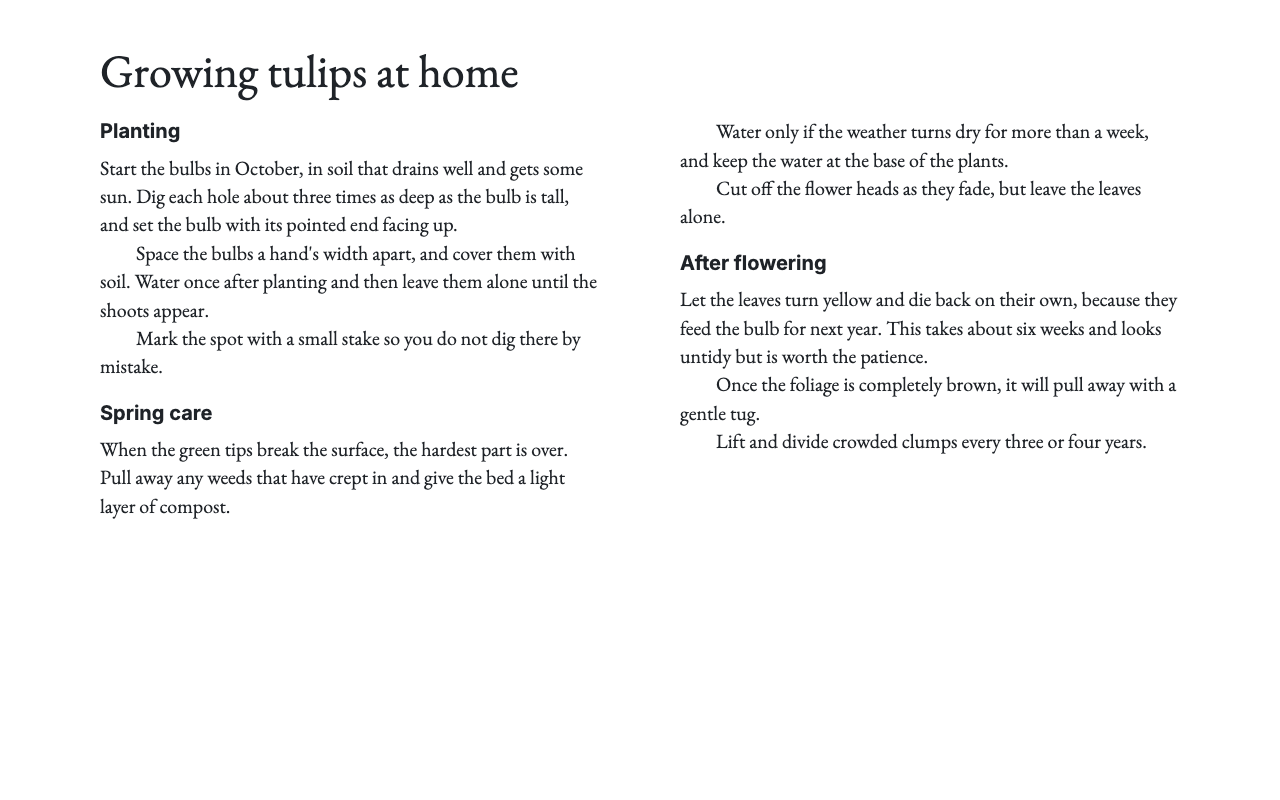 Growing tulips at home
Planting
Start the bulbs in October, in soil that drains well and gets some
sun. Dig each hole about three times as deep as the bulb is tall,
and set the bulb with its pointed end facing up.
Space the bulbs a hand's width apart, and cover them with
soil. Water once after planting and then leave them alone until the
shoots appear.
Mark the spot with a small stake so you do not dig there by
mistake.
Spring care
When the green tips break the surface, the hardest part is over.
Pull away any weeds that have crept in and give the bed a light
layer of compost.
Water only if the weather turns dry for more than a week,
and keep the water at the base of the plants.
Cut off the flower heads as they fade, but leave the leaves
alone.
After flowering
Let the leaves turn yellow and die back on their own, because they
feed the bulb for next year. This takes about six weeks and looks
untidy but is worth the patience.
Once the foliage is completely brown, it will pull away with a
gentle tug.
Lift and divide crowded clumps every three or four years.